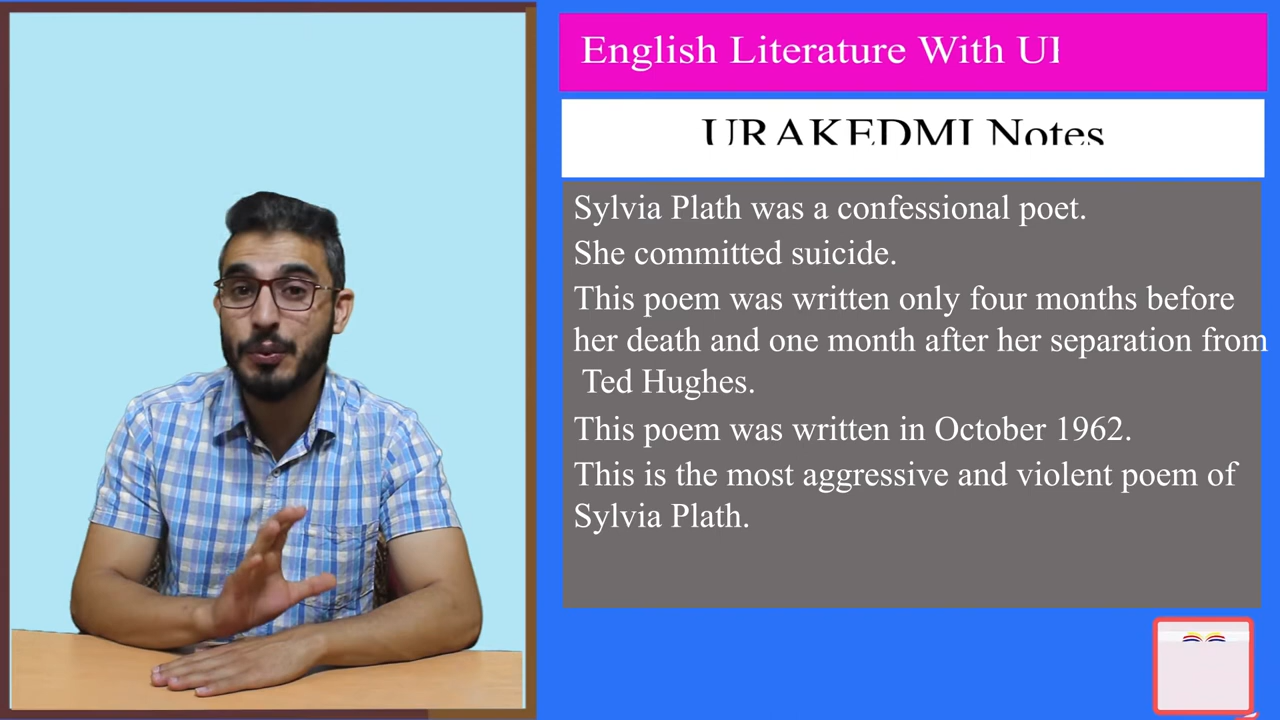 English Literature With
URAKEDMI Notes
Sylvia Plath was a confessional poet.
She committed suicide.
This poem was written only four months before
her death and one month after her separation from
Ted Hughes.
This poem was written in October 1962.
This is the most aggressive and violent poem of
Sylvia Plath.